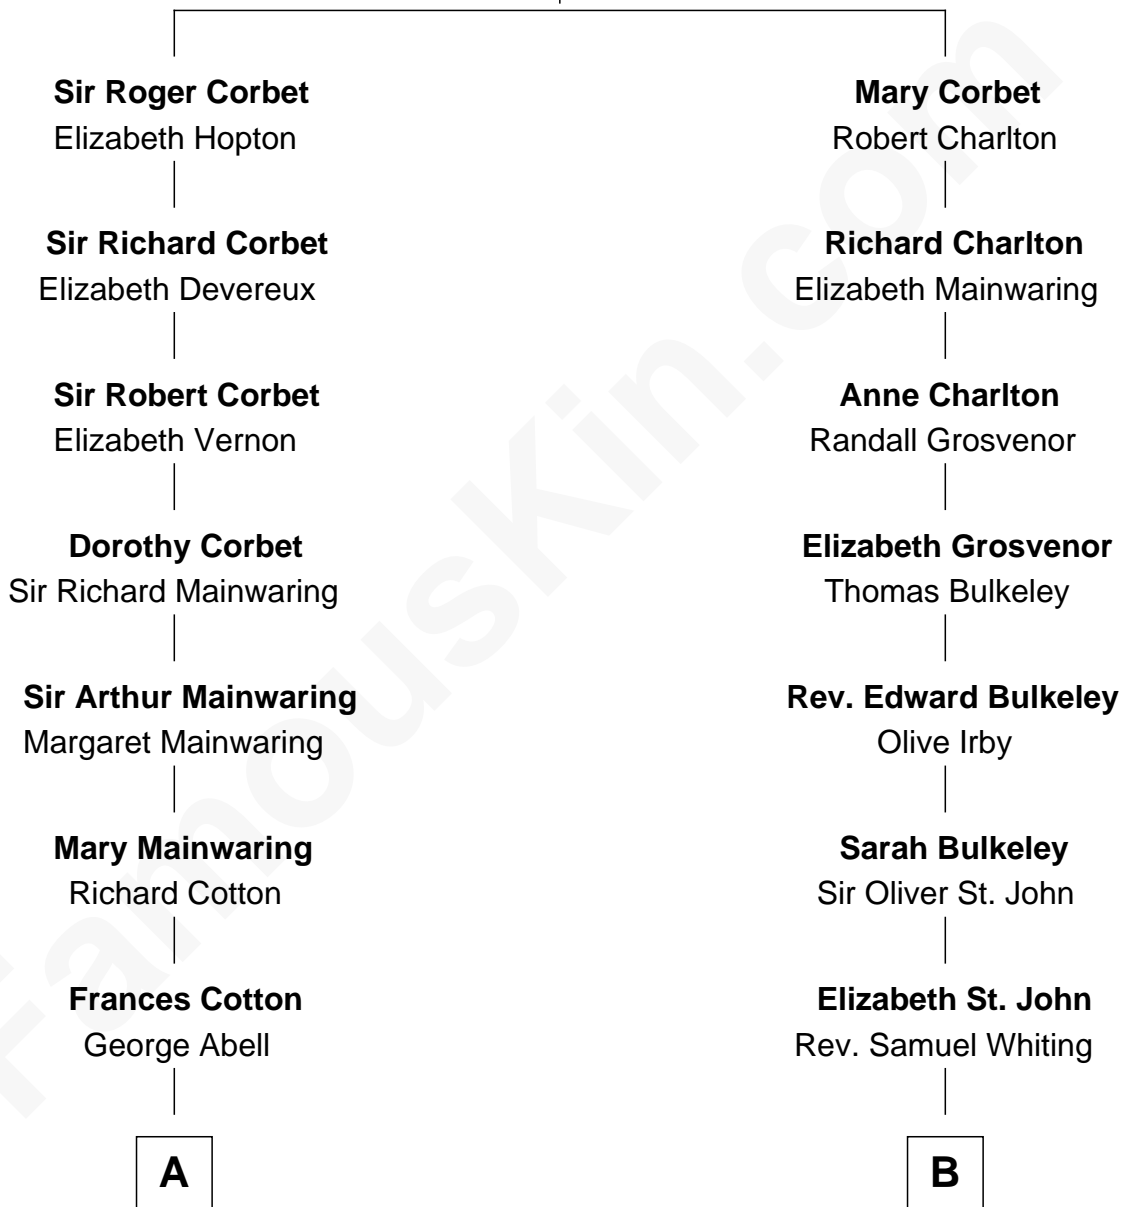 Sir Roger Corbet
Elizabeth Hopton
Sir Richard Corbet
Elizabeth Devereux
Sir Robert Corbet
Elizabeth Vernon
Dorothy Corbet
Sir Richard Mainwaring
Sir Arthur Mainwaring
Margaret Mainwaring
Mary Mainwaring
Richard Cotton
Frances Cotton
George Abell
A
Mary Corbet
Robert Charlton
Richard Charlton
Elizabeth Mainwaring
Anne Charlton
Randall Grosvenor
Elizabeth Grosvenor
Thomas Bulkeley
Rev. Edward Bulkeley
Olive Irby
Sarah Bulkeley
Sir Oliver St. John
Elizabeth St. John
Rev. Samuel Whiting
B
FamousKin.com